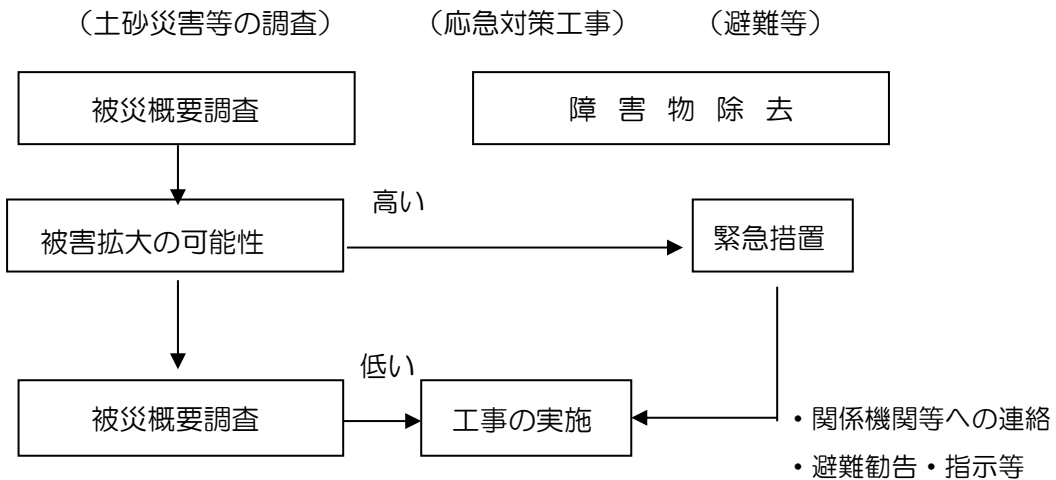 （土砂災害等の調査）　（応急対策工事）　（避難等）
被災概要調査
障 害 物 除 去
高い
被害拡大の可能性
緊急措置
低い
被災概要調査
工事の実施
・関係機関等への連絡
・避難勧告・指示等